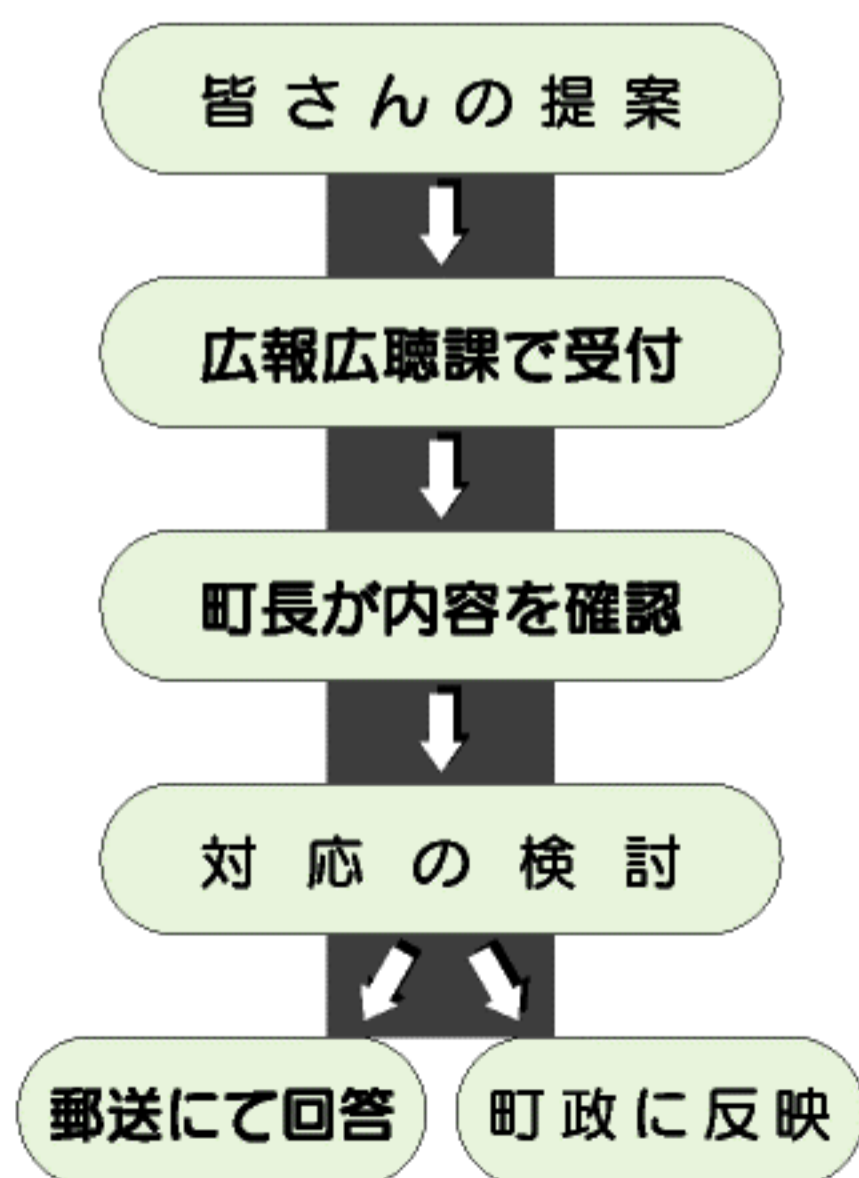 皆さんの提案
広報広聴課で受付
町長が内容を確認
対応の検討
郵送にて回答
町政に反映